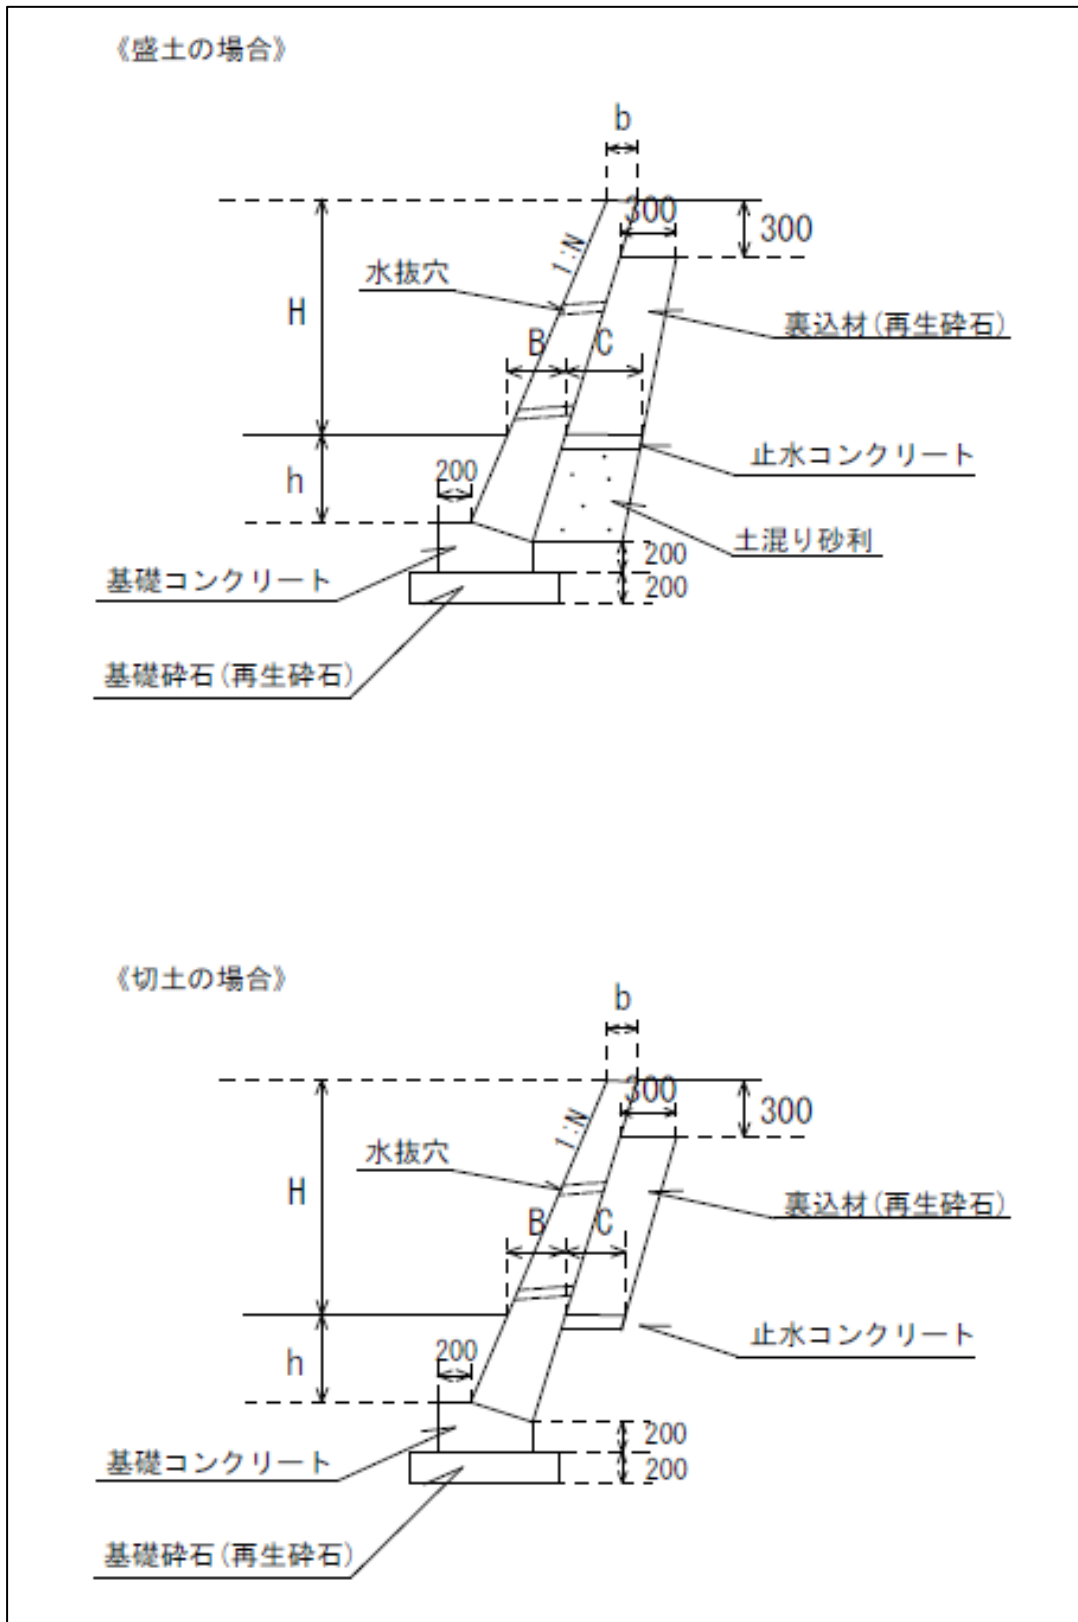 《盛土の場合》
b
300
300
1:N
水抜穴
H
裏込材(再生砕石)
B
C
止水コンクリート
h
200
土混り砂利
200
基礎コンクリート
200
基礎砕石(再生砕石)
《切土の場合》
b
300
300
1:N
水抜穴
H
裏込材(再生砕石)
B
C
止水コンクリート
h
200
200
基礎コンクリート
200
基礎砕石(再生砕石)